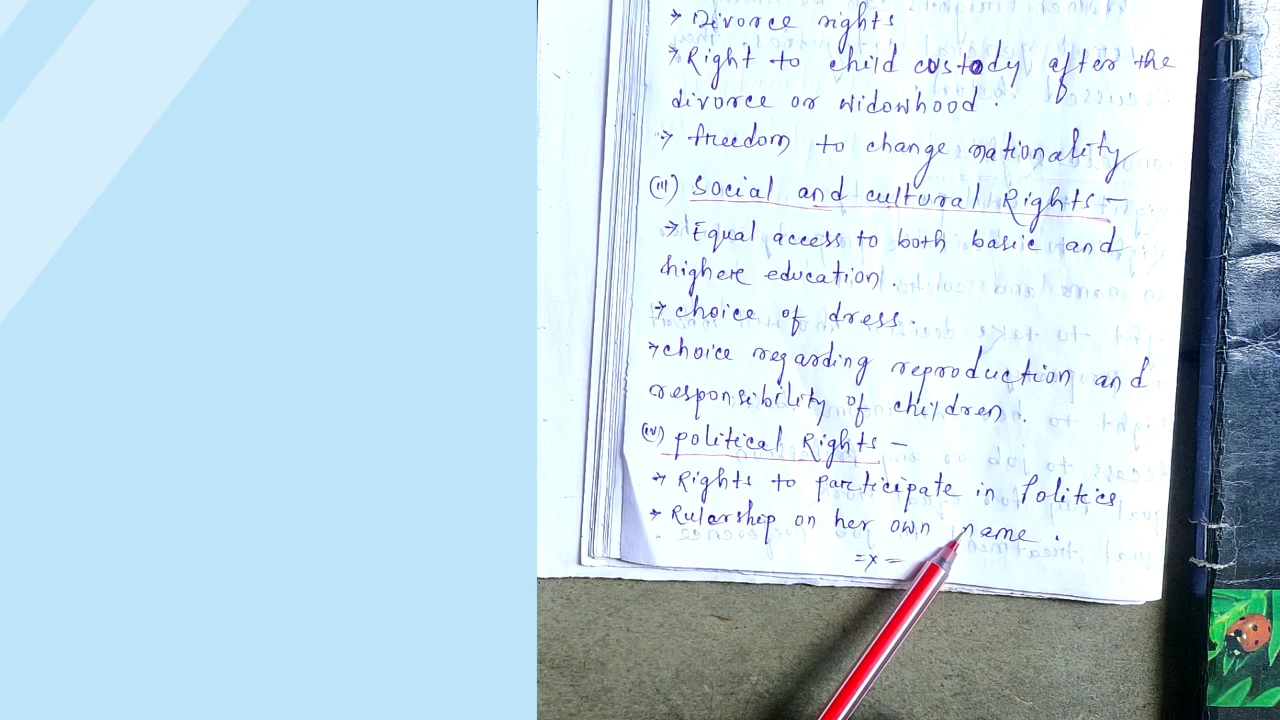 → Divorce rights
→ Right to child custody after the
divorce or widowhood.
→ freedom to change nationality
(iii) Social and cultural Rights –
→ Equal access to both basic and
higher education.
→ choice of dress.
→ choice regarding reproduction and
responsibility of children.
(iv) political Rights –
→ Rights to participate in Politics
→ Rulership on her own name.
=x=